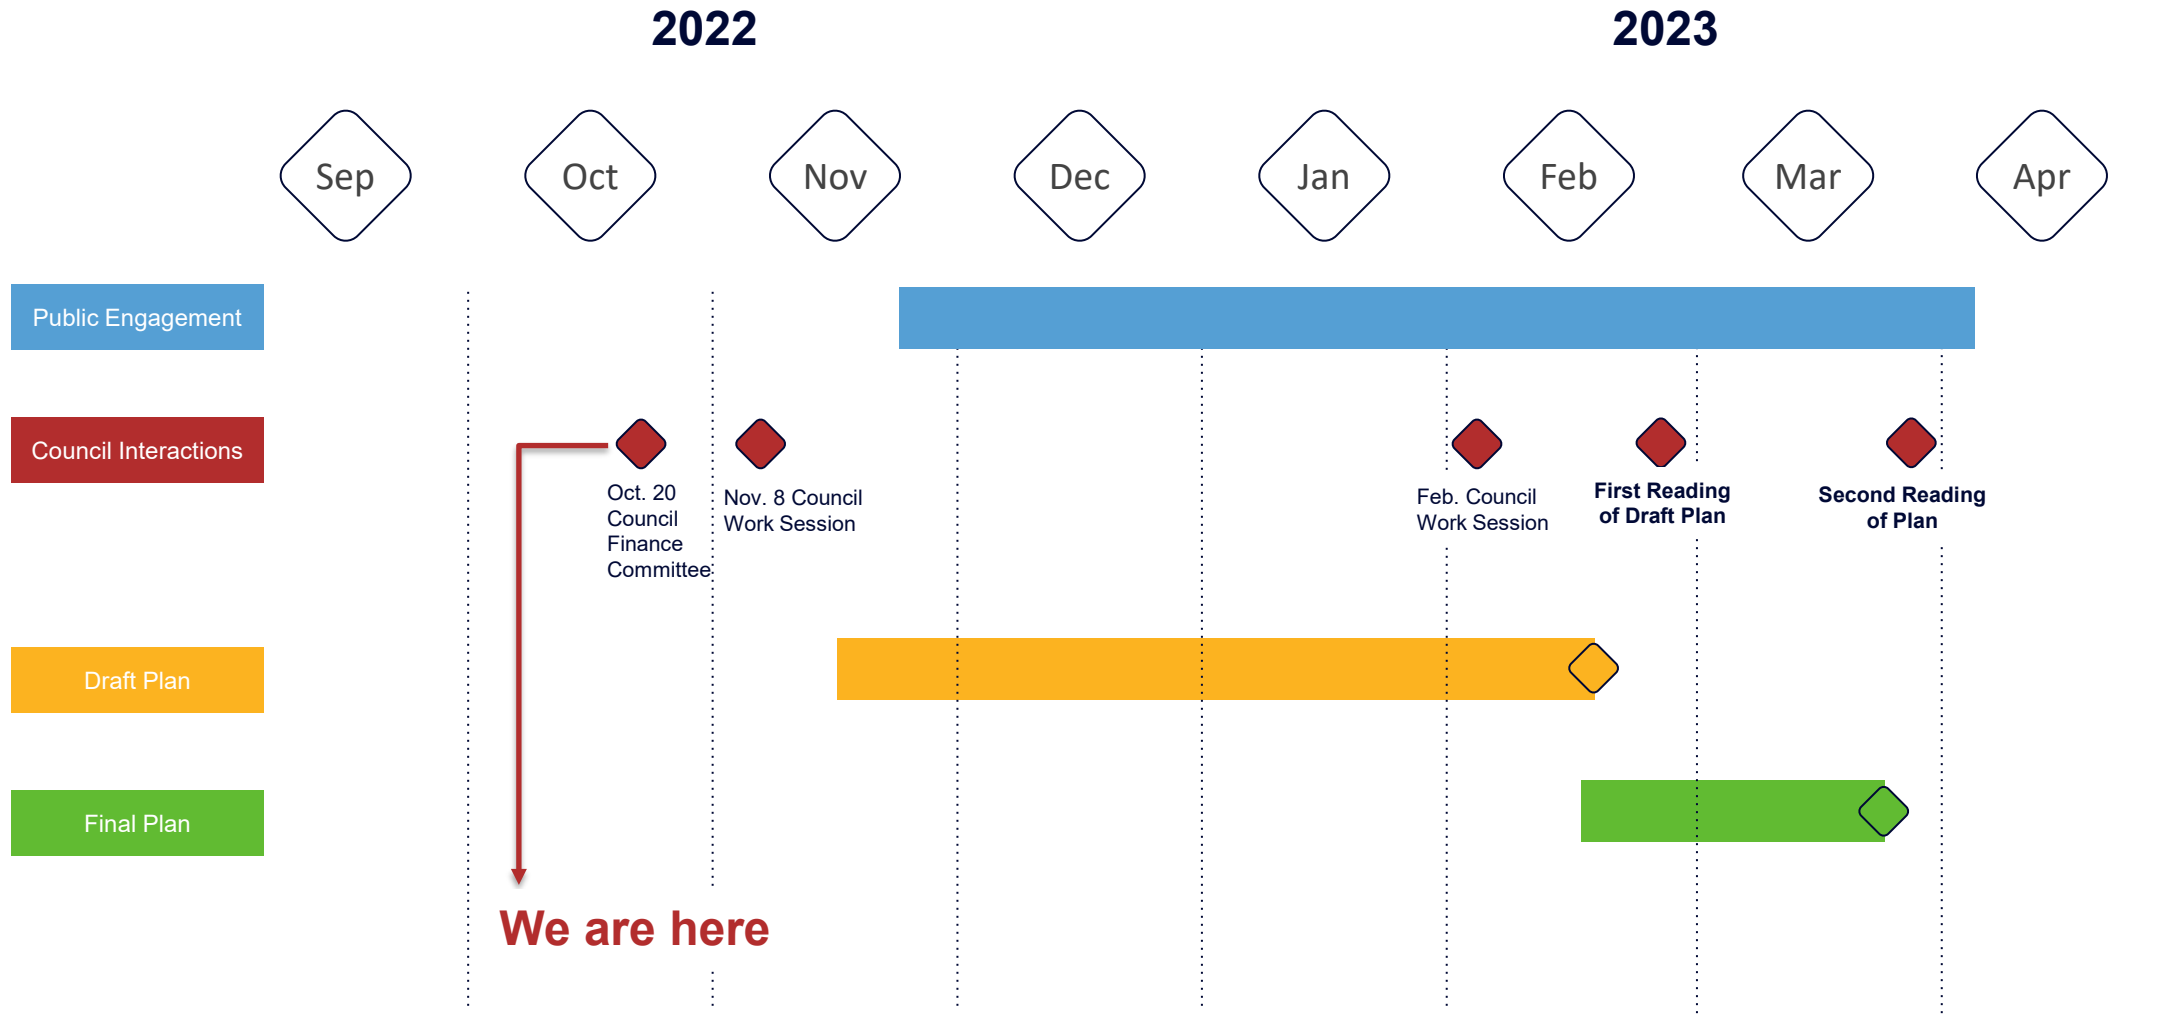 2022
2023
Sep
Oct
Nov
Dec
Jan
Feb
Mar
Apr
Public Engagement
Council Interactions
Oct. 20
Council
Finance
Committee
Nov. 8 Council
Work Session
Feb. Council
Work Session
First Reading
of Draft Plan
Second Reading
of Plan
Draft Plan
Final Plan
We are here